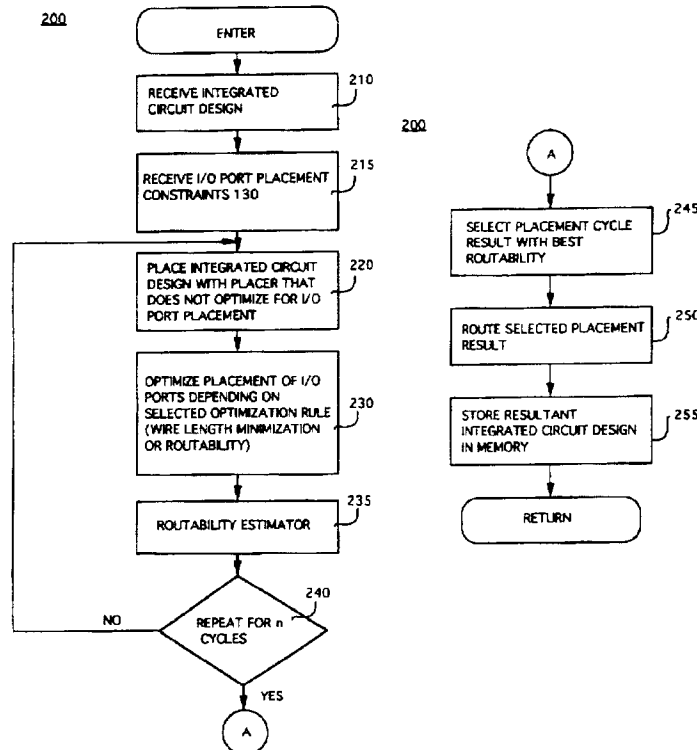 200
ENTER
210
RECEIVE INTEGRATED
CIRCUIT DESIGN
215
RECEIVE I/O PORT PLACEMENT
CONSTRAINTS 130
220
PLACE INTEGRATED CIRCUIT
DESIGN WITH PLACER THAT
DOES NOT OPTIMIZE FOR I/O
PORT PLACEMENT
OPTIMIZE PLACEMENT OF I/O
PORTS DEPENDING ON
SELECTED OPTIMIZATION RULE
(WIRE LENGTH MINIMIZATION
OR ROUTABILITY)
230
235
ROUTABILITY ESTIMATOR
240
REPEAT FOR n
CYCLES
NO
YES
A
200
A
245
SELECT PLACEMENT CYCLE
RESULT WITH BEST
ROUTABILITY
250
ROUTE SELECTED PLACEMENT
RESULT
255
STORE RESULTANT
INTEGRATED CIRCUIT DESIGN
IN MEMORY
RETURN